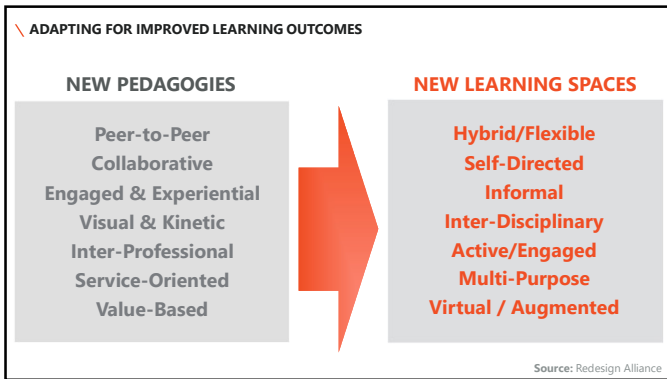 \ ADAPTING FOR IMPROVED LEARNING OUTCOMES
NEW PEDAGOGIES
Peer-to-Peer
Collaborative
Engaged & Experiential
Visual & Kinetic
Inter-Professional
Service-Oriented
Value-Based
NEW LEARNING SPACES
Hybrid/Flexible
Self-Directed
Informal
Inter-Disciplinary
Active/Engaged
Multi-Purpose
Virtual / Augmented
Source: Redesign Alliance